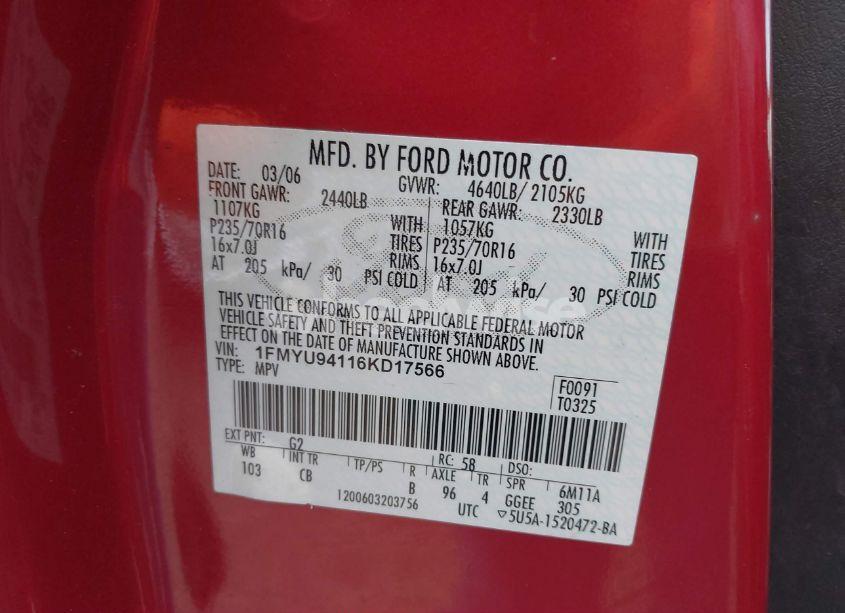 MFD. BY FORD MOTOR CO.
DATE: 03/06 GVWR: 4640LB/ 2105KG
FRONT GAWR: 2440LB REAR GAWR: 2330LB
1107KG WITH 1057KG WITH
P235/70R16 TIRES P235/70R16 TIRES
16x7.0J RIMS 16x7.0J RIMS
AT 205 kPa/ 30 PSI COLD AT 205 kPa/ 30 PSI COLD
THIS VEHICLE CONFORMS TO ALL APPLICABLE FEDERAL MOTOR
VEHICLE SAFETY AND THEFT PREVENTION STANDARDS IN
EFFECT ON THE DATE OF MANUFACTURE SHOWN ABOVE.
VIN: 1FMYU94116KD17566
TYPE: MPV
F0091
T0325
EXT PNT: G2 RC: 58 DSO:
WB INT TR TP/PS R AXLE TR SPR 6M11A
103 CB B 96 4 GGEE 305
1200603203756 UTC ▽5U5A-1520472-BA